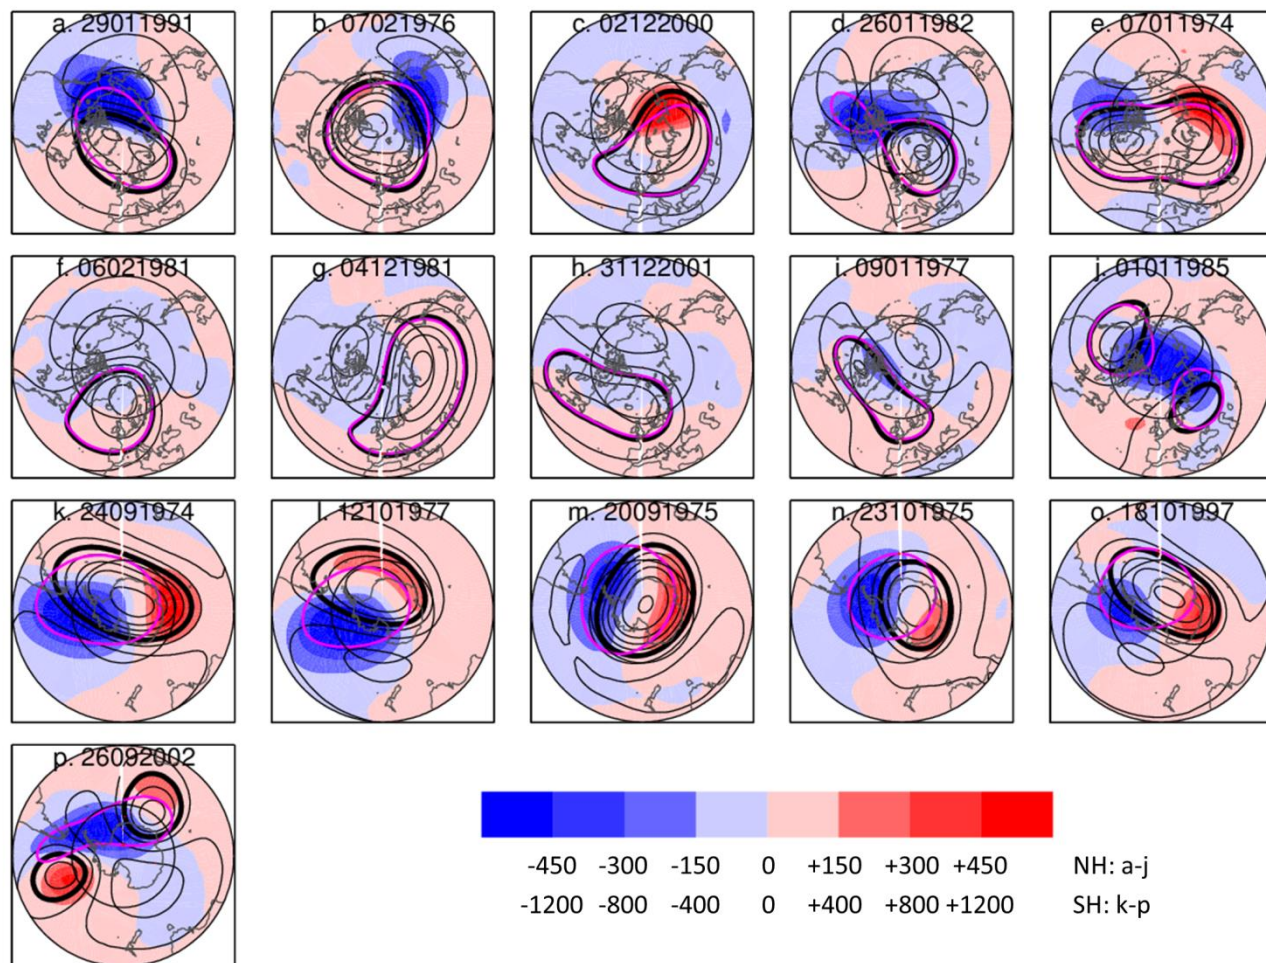 a. 29011991 b. 07021976 c. 02122000 d. 26011982 e. 07011974
f. 06021981 g. 04121981 h. 31122001 i. 09011977 j. 01011985
k. 24091974 l. 12101977 m. 20091975 n. 23101975 o. 18101997
p. 26092002
-450 -300 -150 0 +150 +300 +450 NH: a-j
-1200 -800 -400 0 +400 +800 +1200 SH: k-p